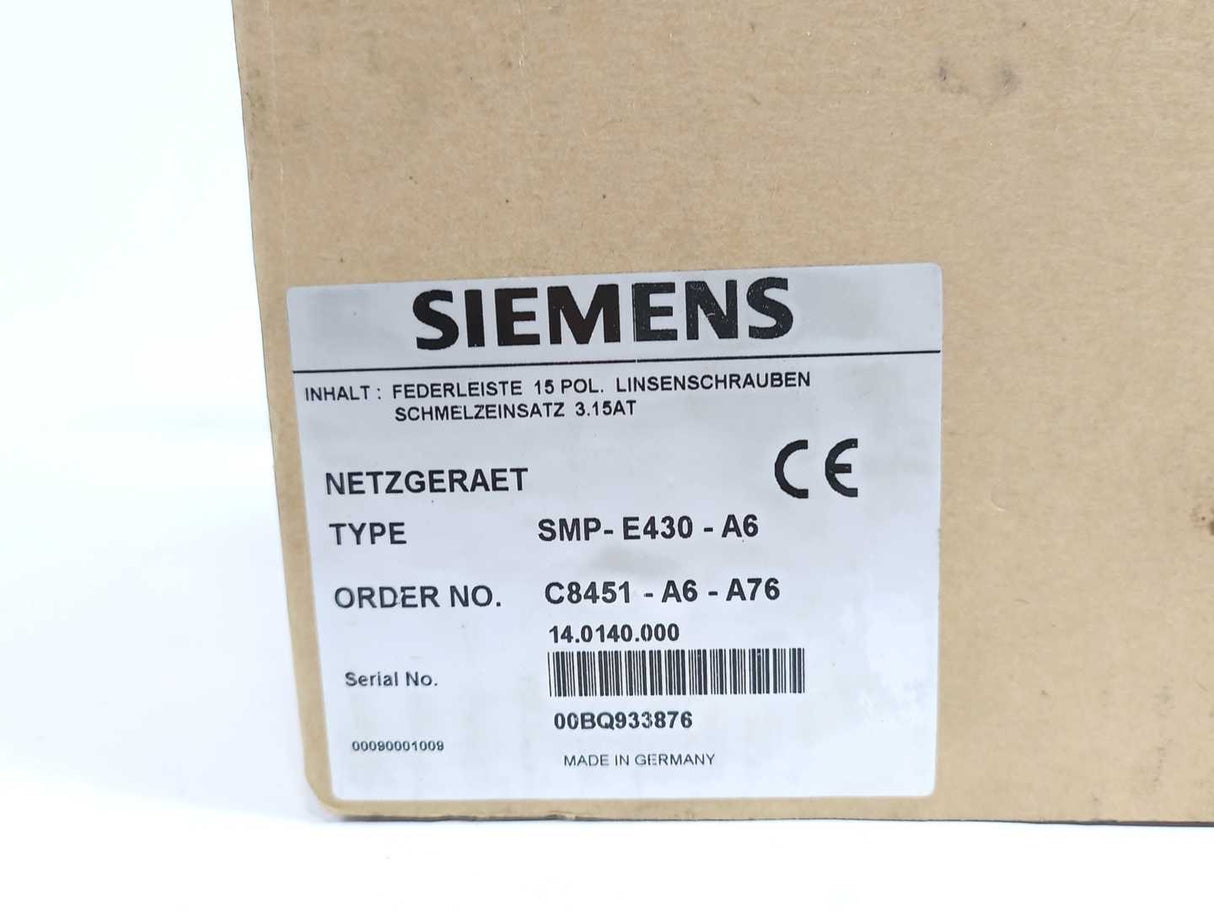 SIEMENS
INHALT : FEDERLEISTE 15 POL. LINSENSCHRAUBEN
SCHMELZEINSATZ 3.15AT
CE
NETZGERAET
TYPE SMP- E430 - A6
ORDER NO. C8451 - A6 - A76
14.0140.000
Serial No.
00BQ933876
00090001009
MADE IN GERMANY